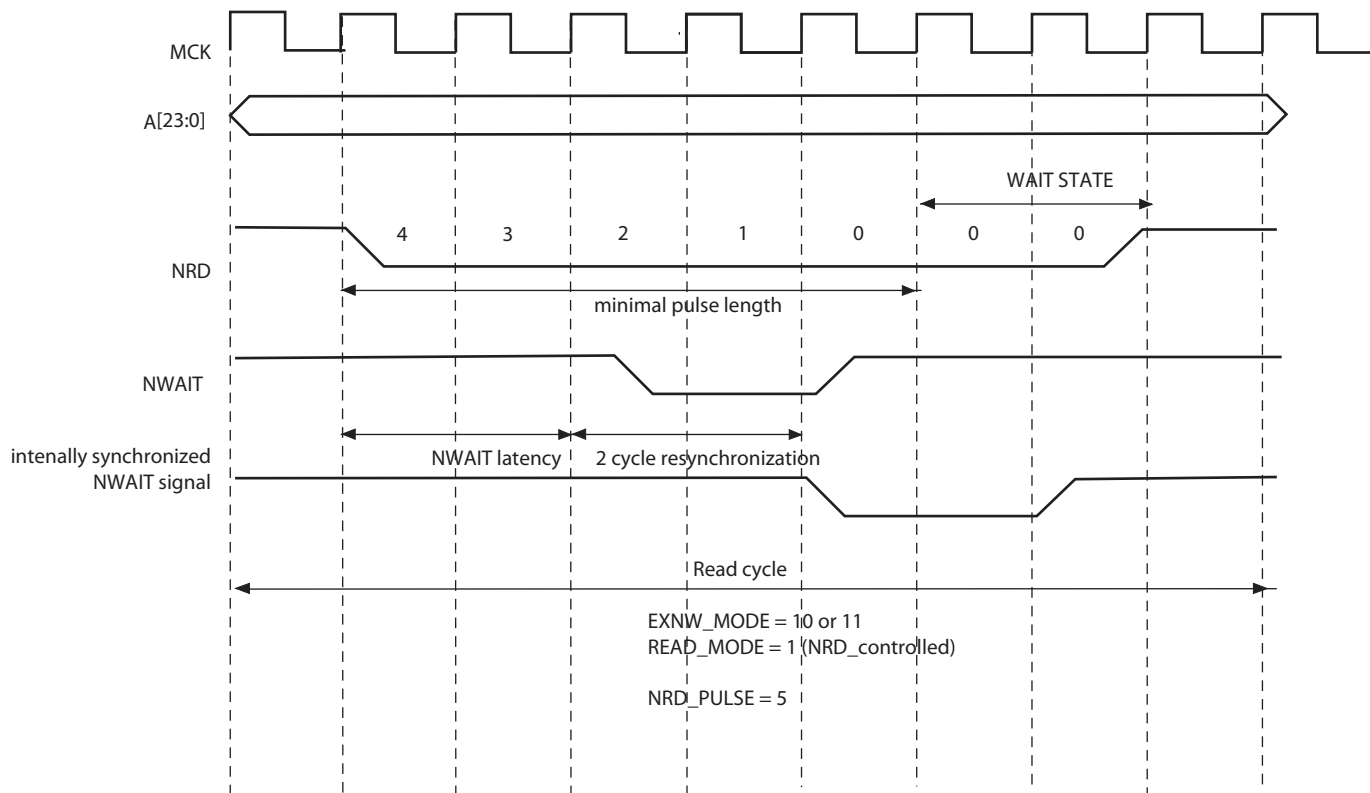 MCK
A[23:0]
WAIT STATE
4 3 2 1 0 0 0
NRD
minimal pulse length
NWAIT
NWAIT latency
2 cycle resynchronization
intenally synchronized
NWAIT signal
Read cycle
EXNW_MODE = 10 or 11
READ_MODE = 1 (NRD_controlled)
NRD_PULSE = 5